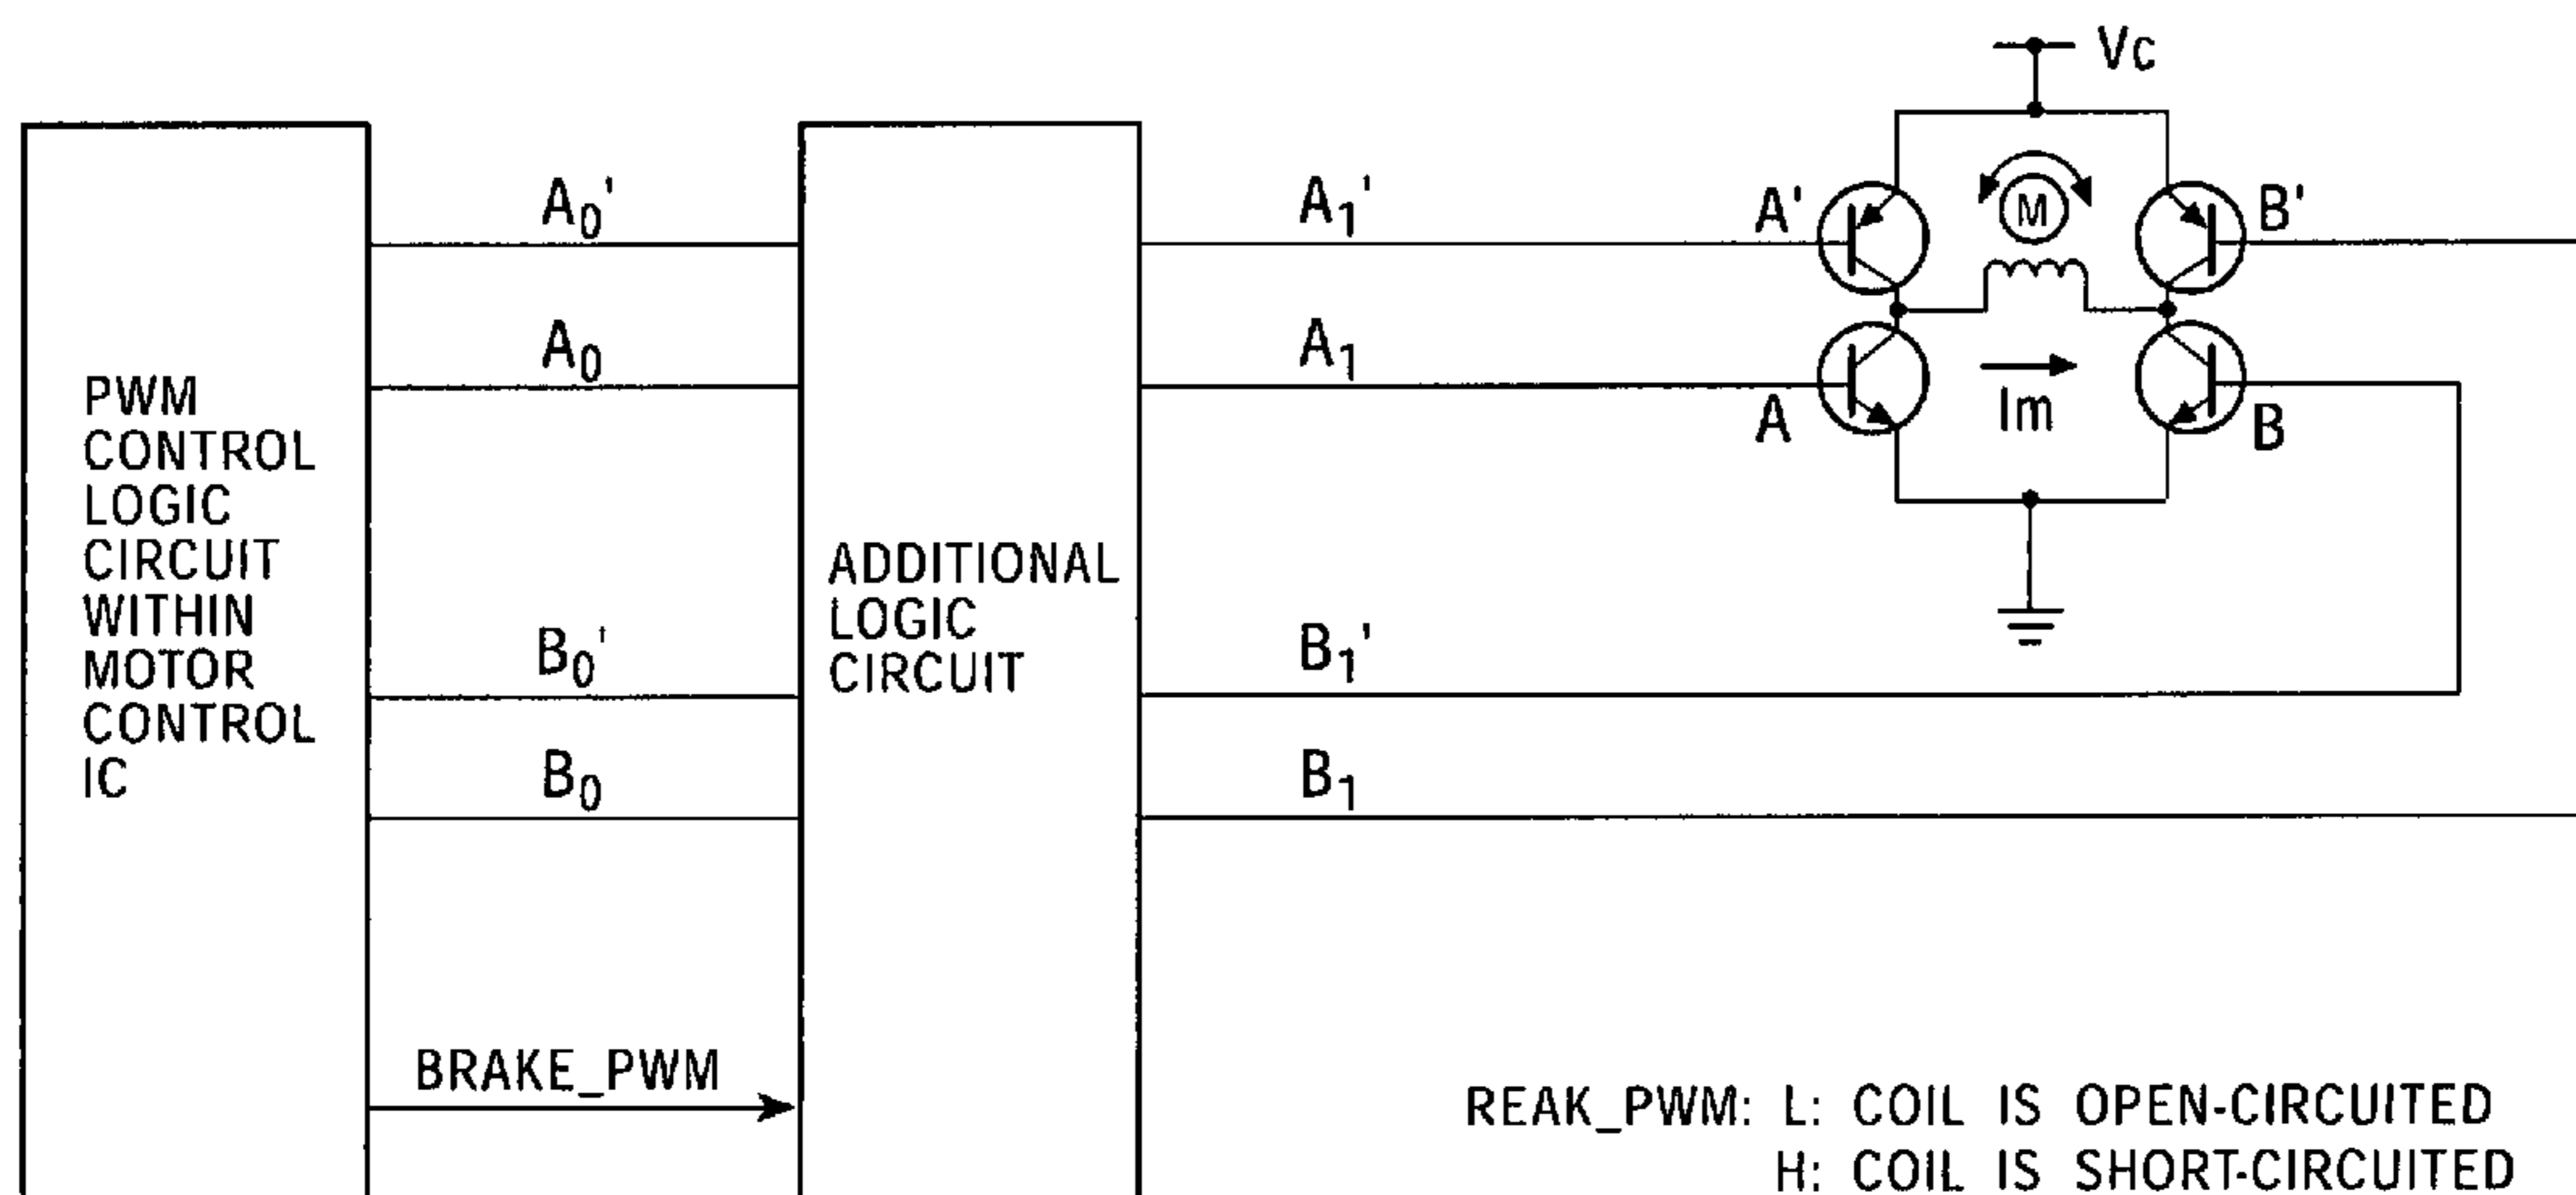 Vc
A0'
A1'
A'
M
B'
A0
A1
A
Im
B
PWM
CONTROL
LOGIC
CIRCUIT
WITHIN
MOTOR
CONTROL
IC
ADDITIONAL
LOGIC
CIRCUIT
B0'
B1'
B0
B1
BRAKE_PWM
REAK_PWM: L: COIL IS OPEN-CIRCUITED
H: COIL IS SHORT-CIRCUITED